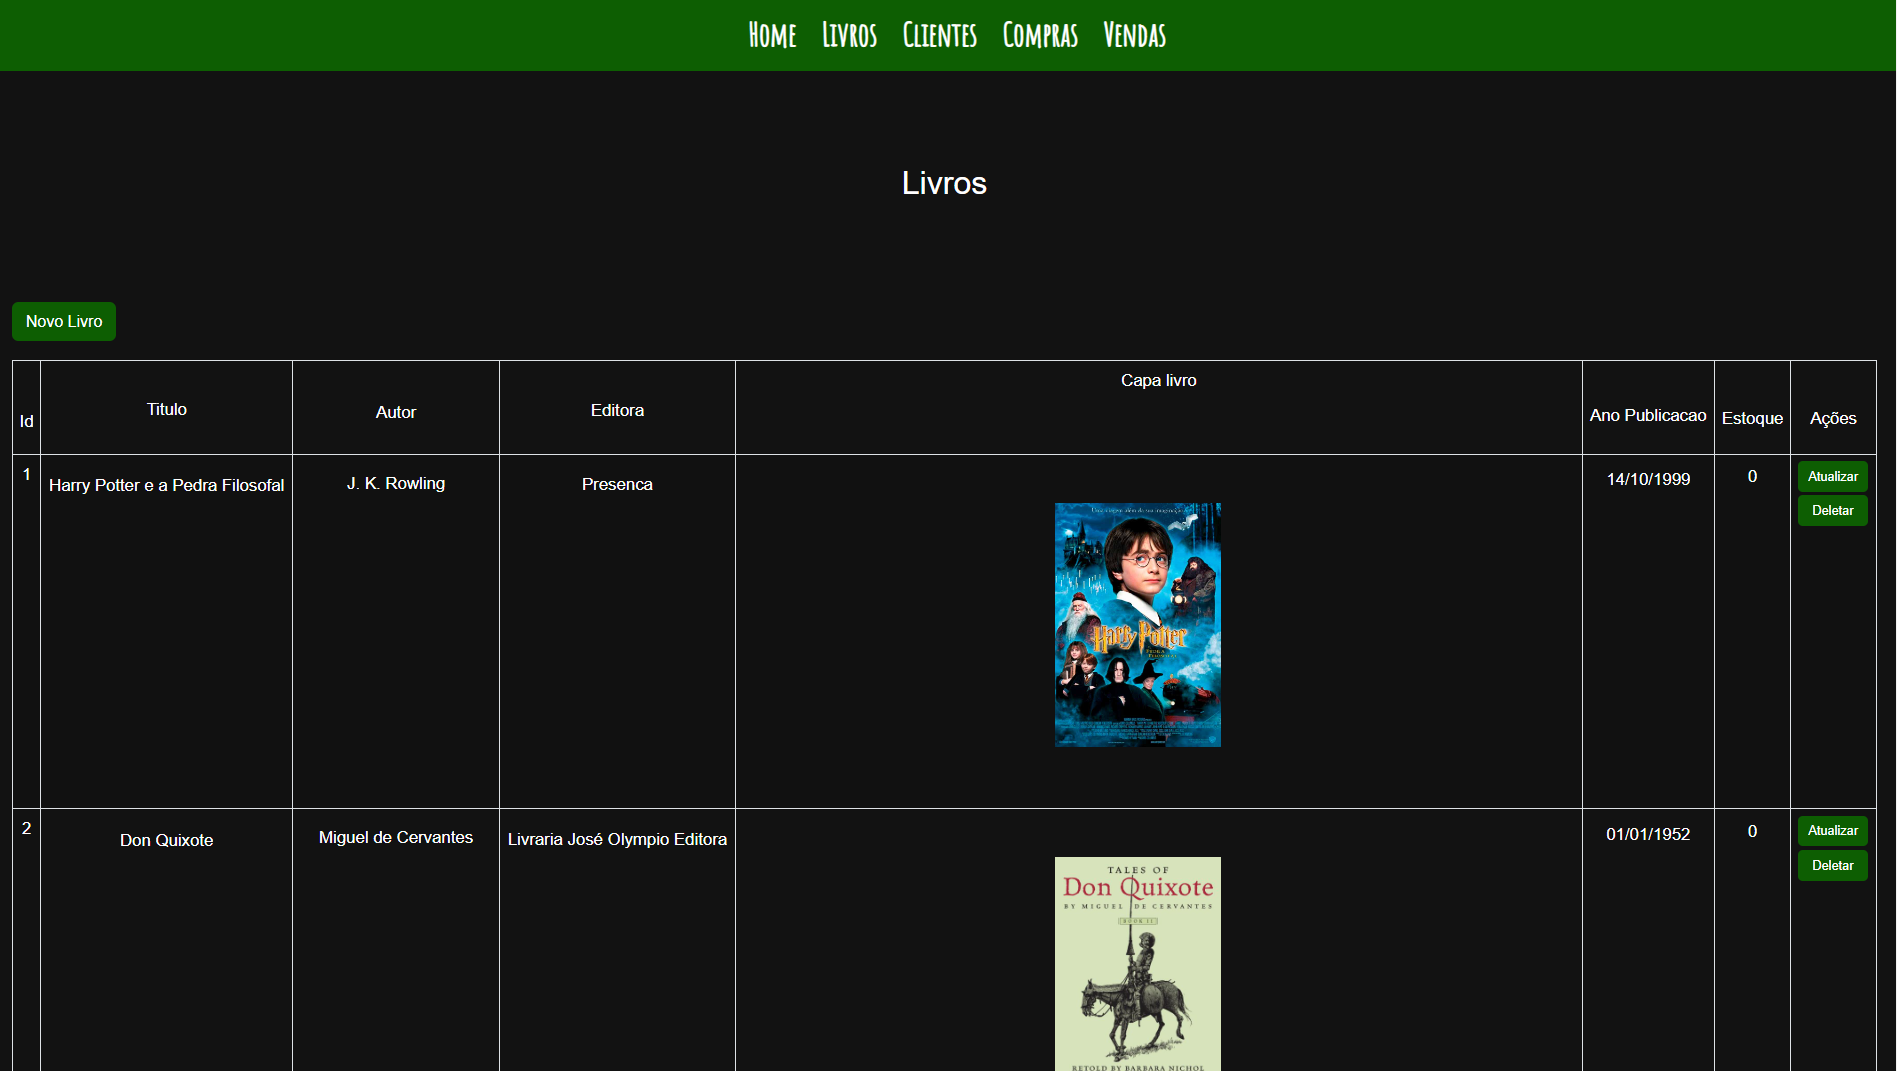 Home Livros Clientes Compras Vendas
Livros
Novo Livro
Id Titulo Autor Editora Capa livro Ano Publicacao Estoque Ações
1 Harry Potter e a Pedra Filosofal J. K. Rowling Presenca 14/10/1999 0 Atualizar
Deletar
Harry Potter
2 Don Quixote Miguel de Cervantes Livraria José Olympio Editora 01/01/1952 0 Atualizar
Deletar
TALES OF
Don Quixote
BY MIGUEL DE CERVANTES
BOOK II
RETOLD BY BARBARA NICHOL